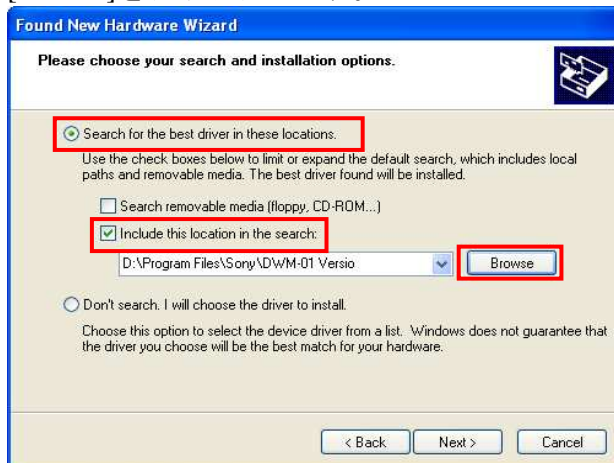 Found New Hardware Wizard
Please choose your search and installation options.
Search for the best driver in these locations.
Use the check boxes below to limit or expand the default search, which includes local
paths and removable media. The best driver found will be installed.
Search removable media (floppy, CD-ROM...)
Include this location in the search:
D:\Program Files\Sony\DWM-01 Versio
Browse
Don't search. I will choose the driver to install.
Choose this option to select the device driver from a list. Windows does not guarantee that
the driver you choose will be the best match for your hardware.
< Back Next > Cancel